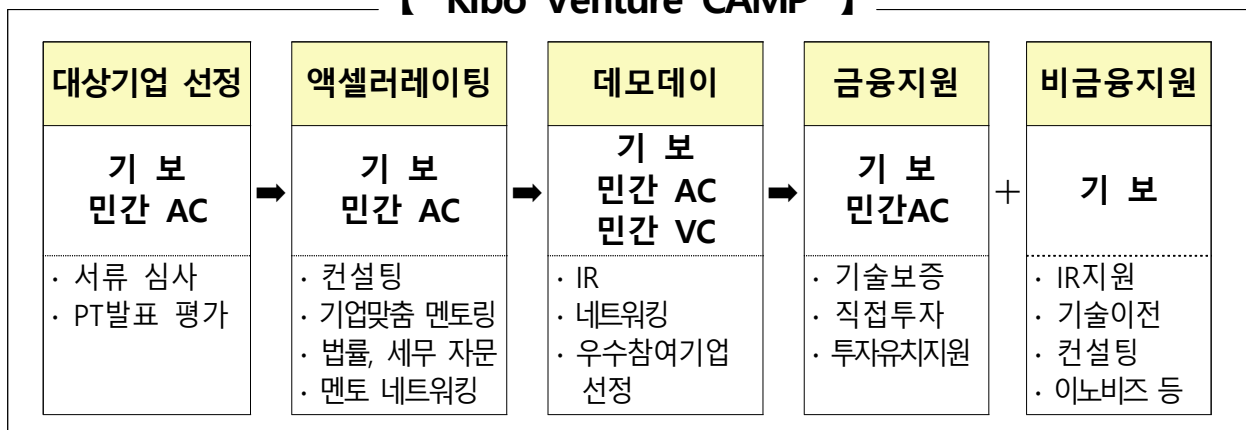 【 Kibo Venture CAMP 】
대상기업 선정
기 보
민간 AC
· 서류 심사
· PT발표 평가
➡
액셀러레이팅
기 보
민간 AC
· 컨설팅
· 기업맞춤 멘토링
· 법률, 세무 자문
· 멘토 네트워킹
➡
데모데이
기 보
민간 AC
민간 VC
· IR
· 네트워킹
· 우수참여기업
선정
➡
금융지원
기 보
민간AC
· 기술보증
· 직접투자
· 투자유치지원
+
비금융지원
기 보
· IR지원
· 기술이전
· 컨설팅
· 이노비즈 등